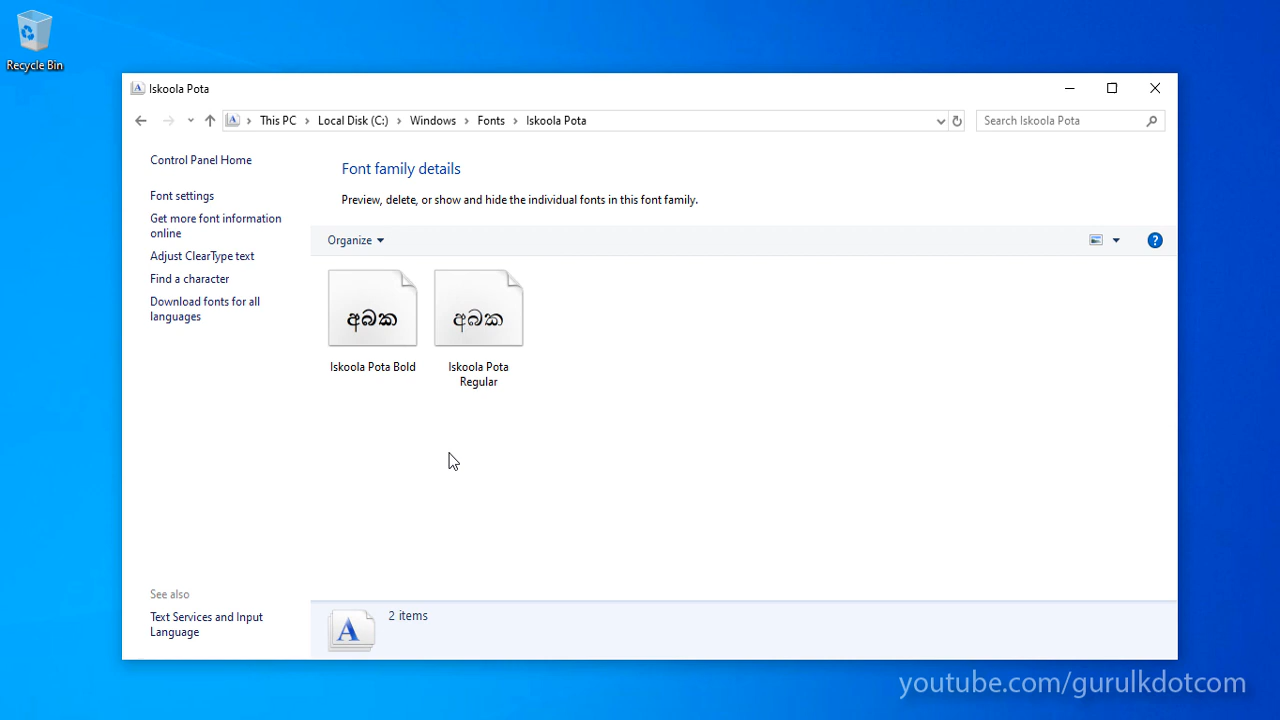 Recycle Bin
Iskoola Pota
This PC
Local Disk (C:)
Windows
Fonts
Iskoola Pota
Search Iskoola Pota
Control Panel Home
Font settings
Get more font information
online
Adjust ClearType text
Find a character
Download fonts for all
languages
See also
Text Services and Input
Language
Font family details
Preview, delete, or show and hide the individual fonts in this font family.
Organize
?
අබක
අබක
Iskoola Pota Bold
Iskoola Pota
Regular
A
2 items
youtube.com/gurulkdotcom